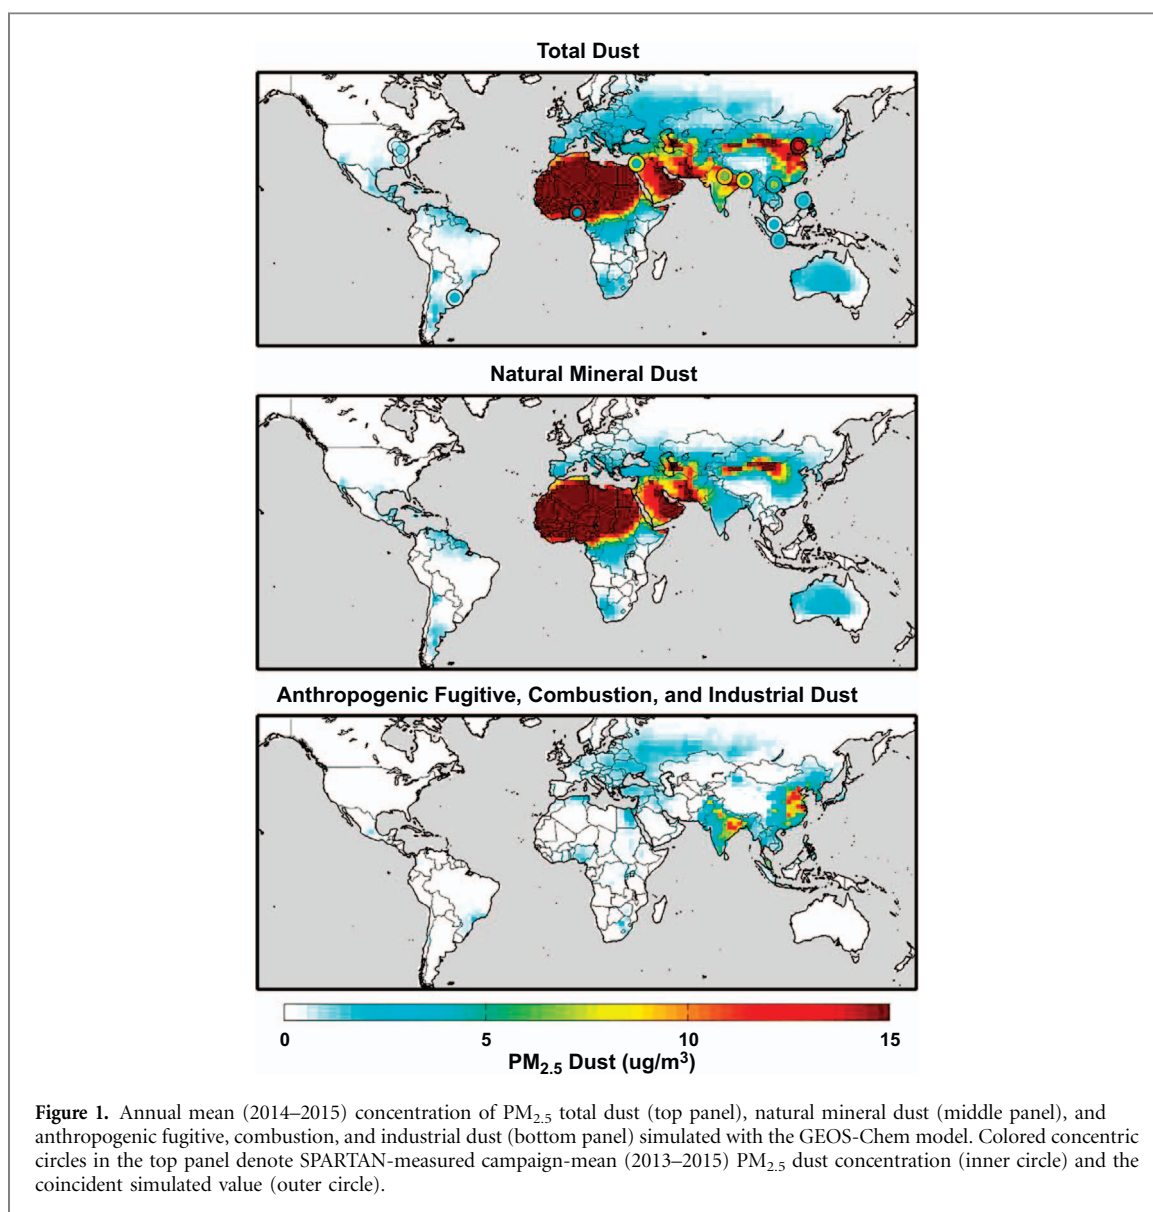 Total Dust
Natural Mineral Dust
Anthropogenic Fugitive, Combustion, and Industrial Dust
0 5 10 15
PM2.5 Dust (ug/m³)
Figure 1. Annual mean (2014–2015) concentration of PM2.5 total dust (top panel), natural mineral dust (middle panel), and
anthropogenic fugitive, combustion, and industrial dust (bottom panel) simulated with the GEOS-Chem model. Colored concentric
circles in the top panel denote SPARTAN-measured campaign-mean (2013–2015) PM2.5 dust concentration (inner circle) and the
coincident simulated value (outer circle).